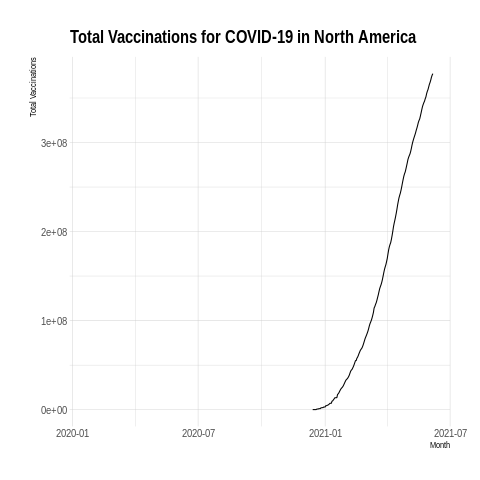 Total Vaccinations for COVID-19 in North America
Total Vaccinations
3e+08
2e+08
1e+08
0e+00
2020-01 2020-07 2021-01 2021-07
Month